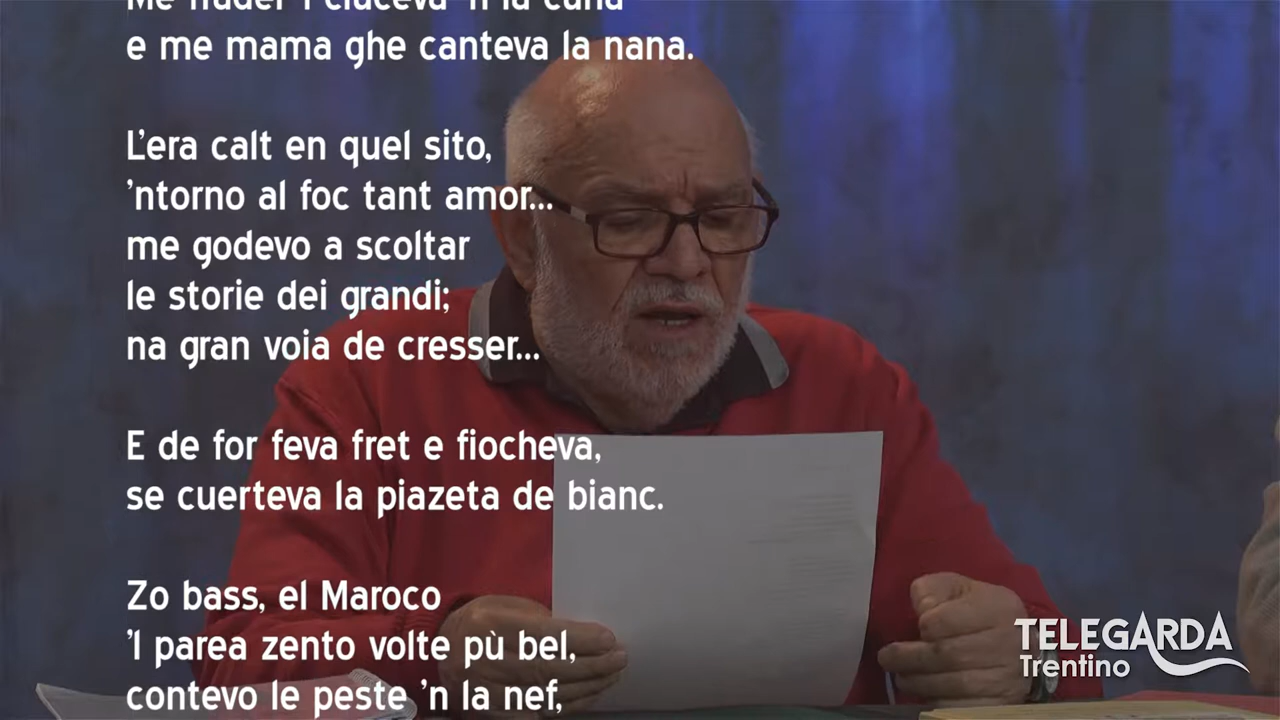 e me mama ghe canteva la nana.
L'era calt en quel sito,
'ntorno al foc tant amor...
me godevo a scoltar
le storie dei grandi;
na gran voia de cresser...
E de for feva fret e fiocheva,
se cuerteva la piazeta de bianc.
Zo bass, el Maroco
'l parea zento volte pù bel,
contevo le peste 'n la nef,
TELEGARDA
Trentino